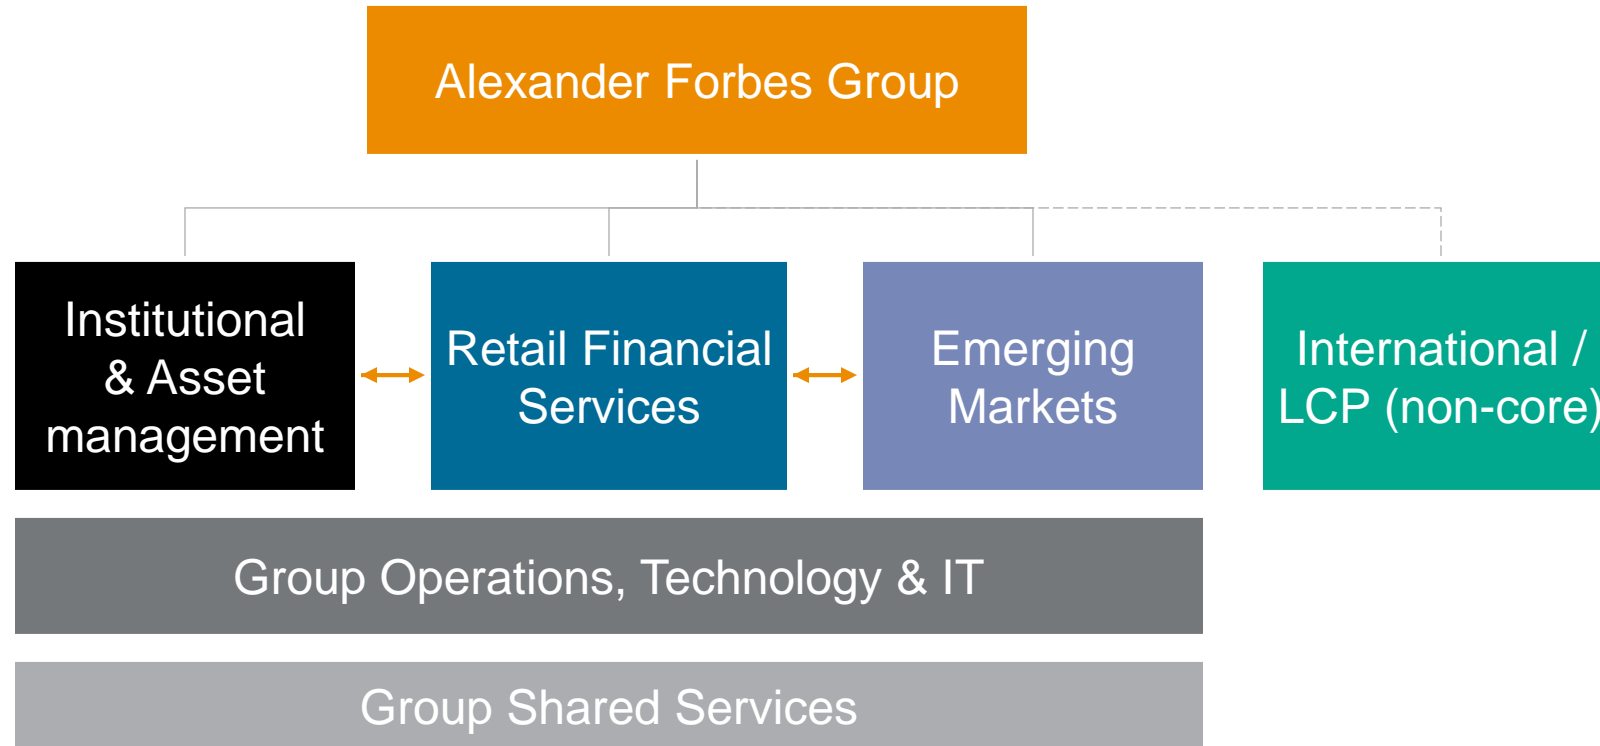 Alexander Forbes Group
Institutional
& Asset
management
Retail Financial
Services
Emerging
Markets
International /
LCP (non-core)
Group Operations, Technology & IT
Group Shared Services